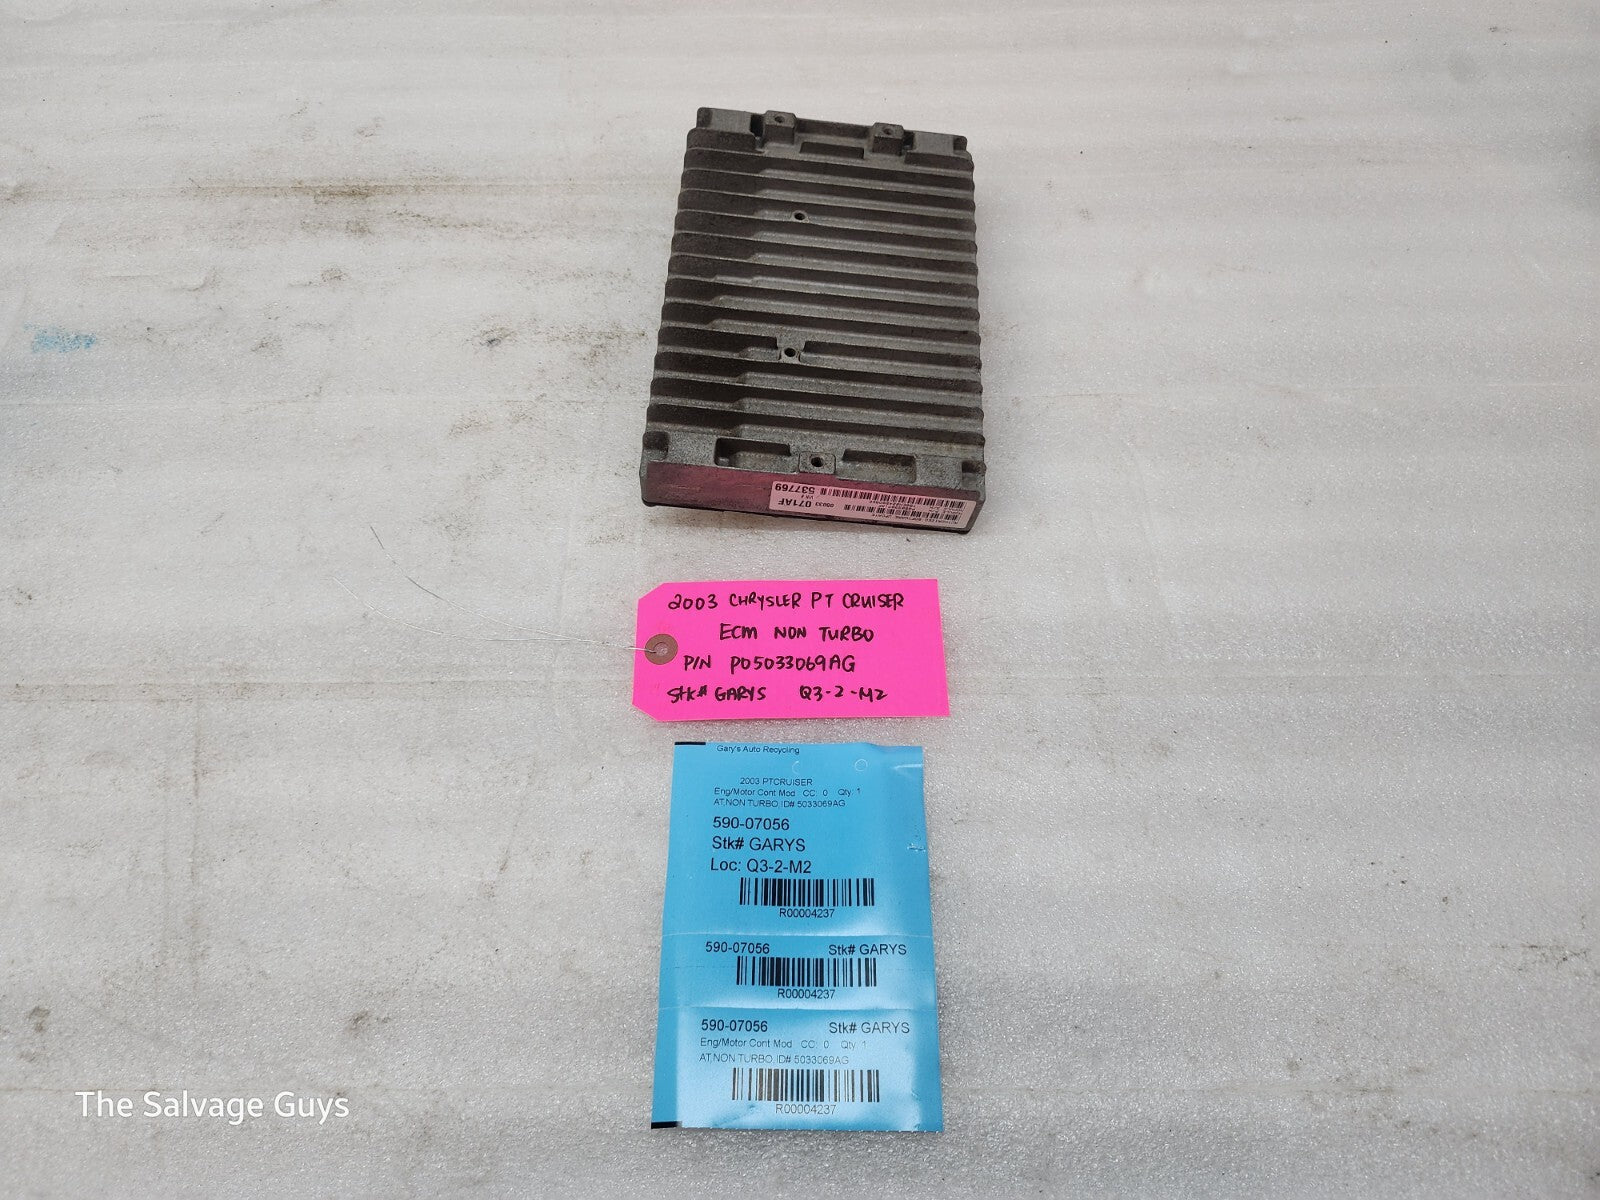 537769
071AF
05033
2003 CHRYSLER PT CRUISER
ECM NON TURBO
P/N P05033069AG
Stk# GARYS Q3-2-M2
Gary's Auto Recycling
2003 PTCRUISER
Eng/Motor Cont Mod CC: 0 Qty: 1
AT,NON TURBO,ID# 5033069AG
590-07056
Stk# GARYS
Loc: Q3-2-M2
R00004237
590-07056 Stk# GARYS
R00004237
590-07056 Stk# GARYS
Eng/Motor Cont Mod CC: 0 Qty: 1
AT,NON TURBO,ID# 5033069AG
R00004237
The Salvage Guys